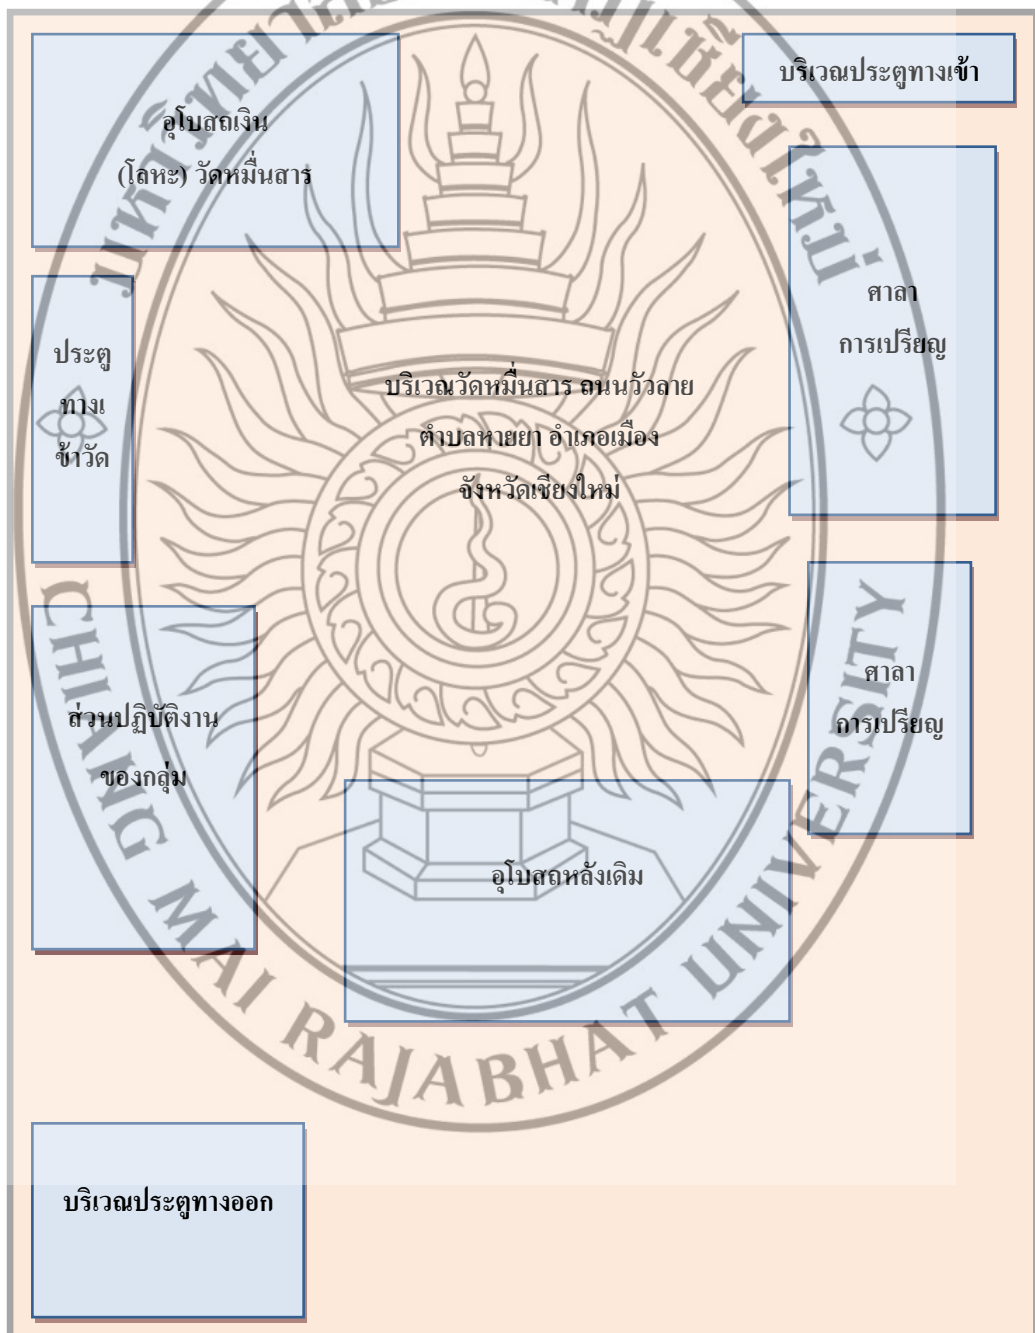 อุโบสถเงิน
(โลหะ) วัดหมื่นสาร
บริเวณประตูทางเข้า
ศาลา
การเปรียญ
ประตู
ทางเ
ข้าวัด
บริเวณวัดหมื่นสาร ถนนวัวลาย
ตำบลหายยา อำเภอเมือง
จังหวัดเชียงใหม่
ส่วนปฏิบัติงาน
ของกลุ่ม
ศาลา
การเปรียญ
อุโบสถหลังเดิม
บริเวณประตูทางออก
CHIANG MAI RAJABHAT UNIVERSITY